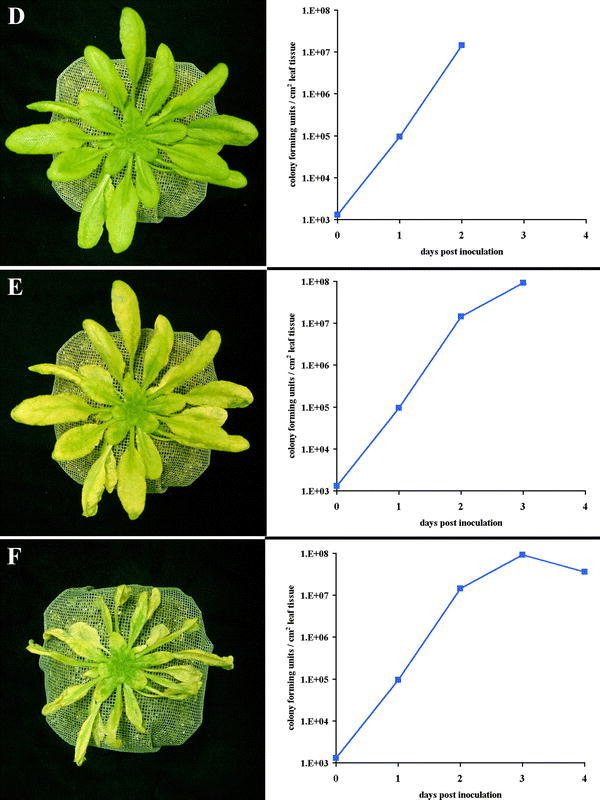 D
1.E+08
1.E+07
1.E+06
1.E+05
1.E+04
1.E+03
colony forming units / cm² leaf tissue
0 1 2 3 4
days post inoculation
E
1.E+08
1.E+07
1.E+06
1.E+05
1.E+04
1.E+03
colony forming units / cm² leaf tissue
0 1 2 3 4
days post inoculation
F
1.E+08
1.E+07
1.E+06
1.E+05
1.E+04
1.E+03
colony forming units / cm² leaf tissue
0 1 2 3 4
days post inoculation